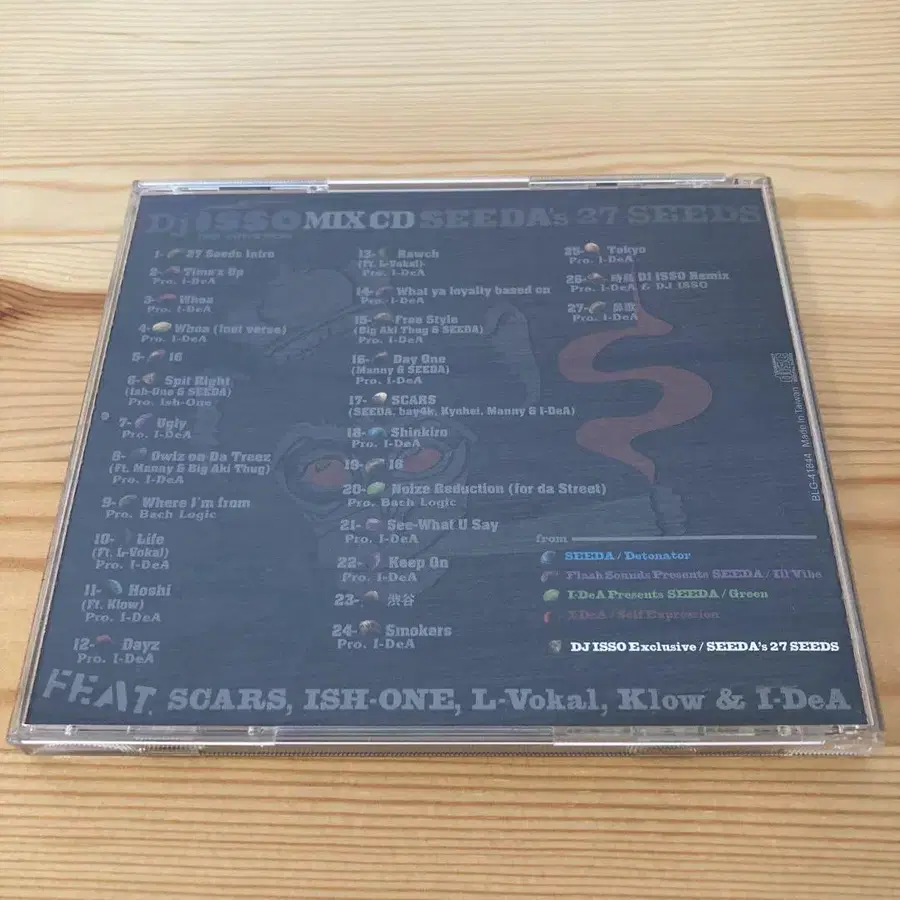 Dj ISSO MIX CD SEEDA's 27 SEEDS
1- 27 Seeds Intro
2- Time'z Up
Pro. I-DeA
3- Whoa
Pro. I-DeA
4- Whoa (lost verse)
Pro. I-DeA
5- 16
6- Spit Right
(Ish-One & SEEDA)
Pro. Ish-One
7- Ugly
Pro. I-DeA
8- Owiz on Da Treez
(Ft. Manny & Big Aki Thug)
Pro. I-DeA
9- Where I'm from
Pro. Bach Logic
10- Life
(Ft. L-Vokal)
Pro. I-DeA
11- Hoshi
(Ft. Klow)
Pro. I-DeA
12- Dayz
Pro. I-DeA
13- Rawch
(Ft. L-Vokal)
Pro. I-DeA
14- What ya loyalty based on
Pro. I-DeA
15- Free Style
(Big Aki Thug & SEEDA)
Pro. I-DeA
16- Day One
(Manny & SEEDA)
Pro. I-DeA
17- SCARS
(SEEDA, bay4k, Kyohei, Manny & I-DeA)
18- Shinkiro
Pro. I-DeA
19- 16
20- Noize Reduction (for da Street)
Pro. Bach Logic
21- See What U Say
Pro. I-DeA
22- Keep On
Pro. I-DeA
23- 渋谷
Pro. I-DeA
24- Smokers
Pro. I-DeA
25- Tokyo
Pro. I-DeA
26- DJ ISSO Remix
Pro. I-DeA & DJ ISSO
27-
Pro. I-DeA
BLG-41844 Made in Taiwan
from
SEEDA / Detonator
Flash Sounds Presents SEEDA / Ill Vibe
I-DeA Presents SEEDA / Green
I-DeA / Self Expression
DJ ISSO Exclusive / SEEDA's 27 SEEDS
FEAT. SCARS, ISH-ONE, L-Vokal, Klow & I-DeA